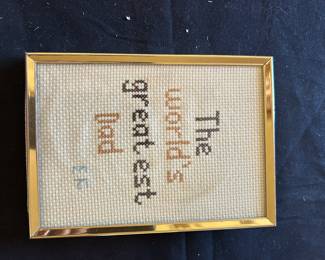 The
world's
greatest
Dad